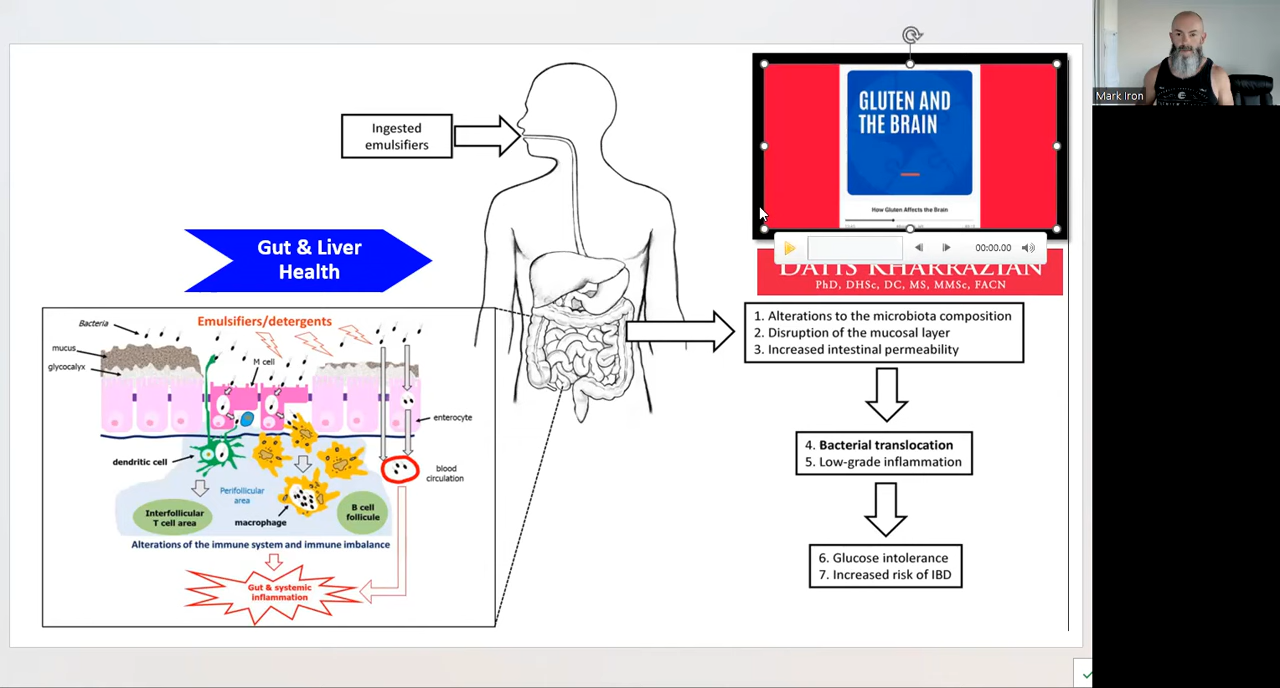 Mark Iron
GLUTEN AND
THE BRAIN
How Gluten Affects the Brain
00:00.00
DATIS KHARRAZIAN
PhD, DHSc, DC, MS, MMSc, FACN
Ingested
emulsifiers
Gut & Liver
Health
1. Alterations to the microbiota composition
2. Disruption of the mucosal layer
3. Increased intestinal permeability
4. Bacterial translocation
5. Low-grade inflammation
6. Glucose intolerance
7. Increased risk of IBD
Bacteria
Emulsifiers/detergents
mucus
glycocalyx
M cell
enterocyte
dendritic cell
blood
circulation
Perifollicular
area
Interfollicular
T cell area
macrophage
B cell
follicule
Alterations of the immune system and immune imbalance
Gut & systemic
inflammation